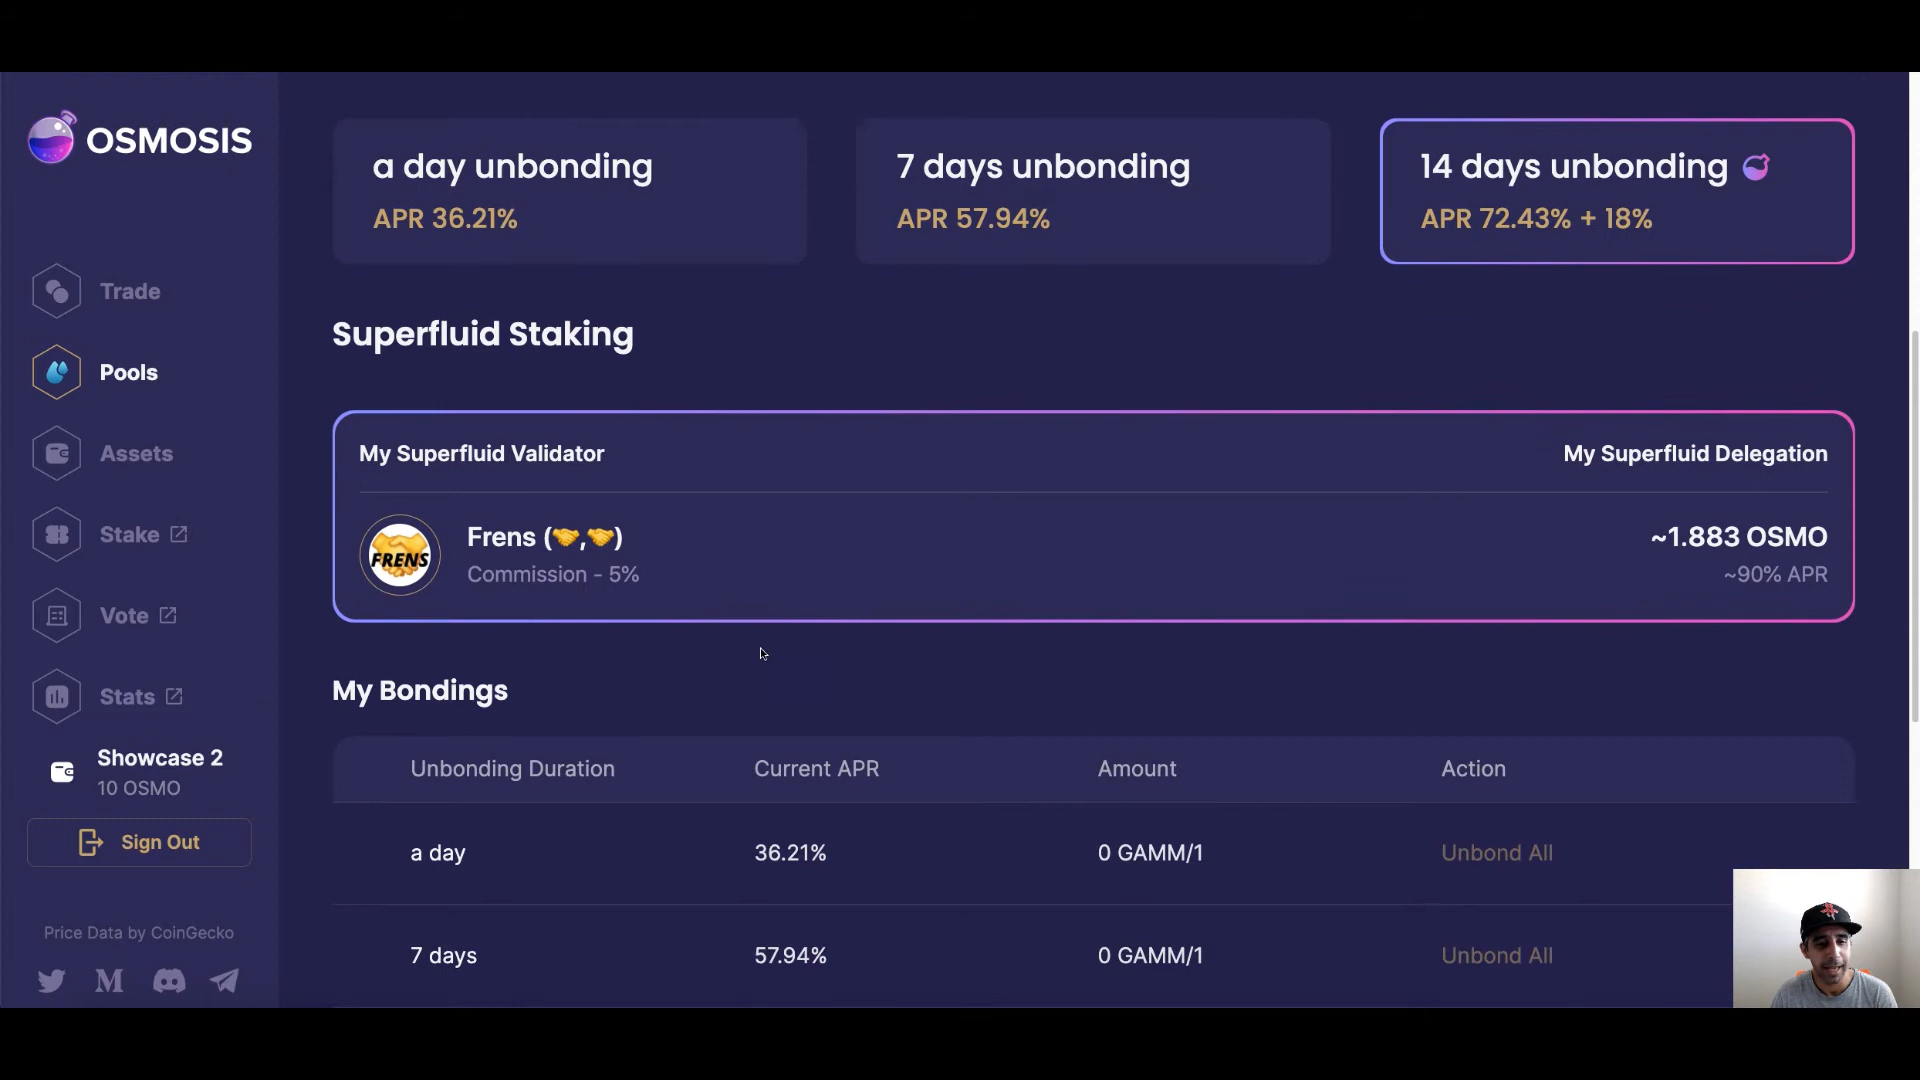 OSMOSIS
Trade
Pools
Assets
Stake
Vote
Stats
Showcase 2
10 OSMO
Sign Out
Price Data by CoinGecko
a day unbonding
APR 36.21%
7 days unbonding
APR 57.94%
14 days unbonding
APR 72.43% + 18%
Superfluid Staking
My Superfluid Validator
My Superfluid Delegation
FRENS
Frens (🤝,🤝)
~1.883 OSMO
Commission - 5%
~90% APR
My Bondings
Unbonding Duration Current APR Amount Action
a day 36.21% 0 GAMM/1 Unbond All
7 days 57.94% 0 GAMM/1 Unbond All